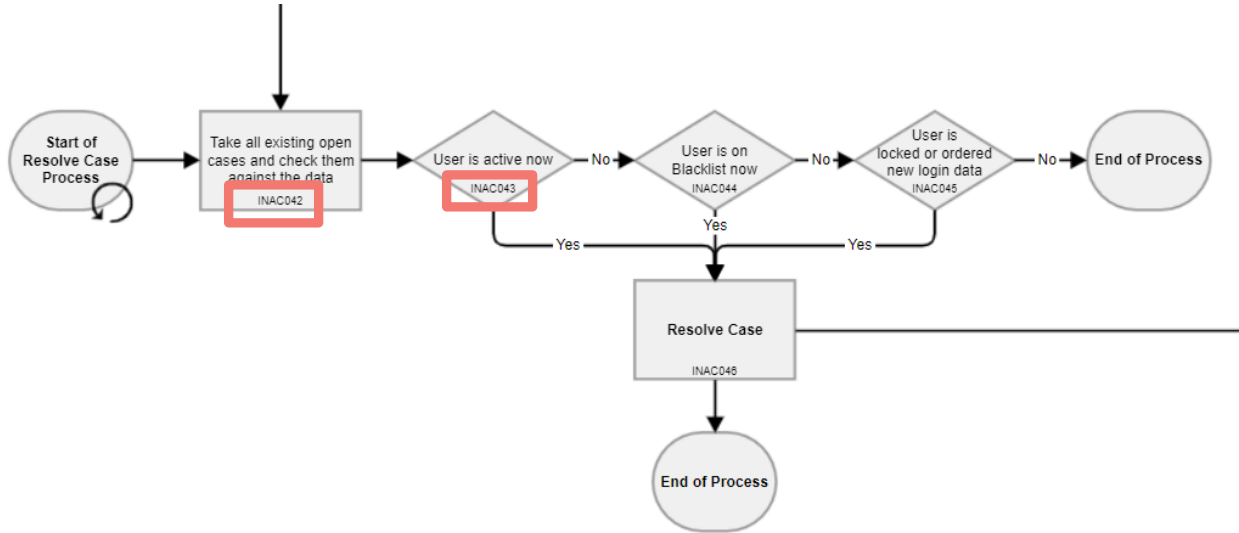 Start of
Resolve Case
Process
Take all existing open
cases and check them
against the data
INAC042
User is active now
INAC043
No
User is on
Blacklist now
INAC044
No
User is
locked or ordered
new login data
INAC045
No
End of Process
Yes
Yes
Yes
Resolve Case
INAC046
End of Process